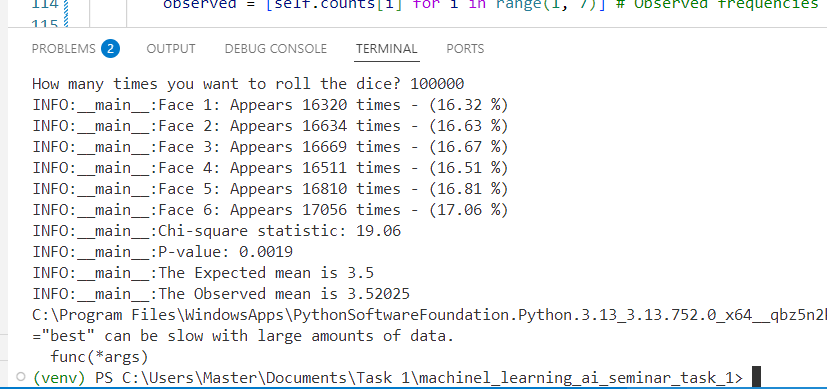 114 observed = [self.counts[i] for i in range(1, 7)] # Observed frequencies
115
PROBLEMS 2 OUTPUT DEBUG CONSOLE TERMINAL PORTS
How many times you want to roll the dice? 100000
INFO:__main__:Face 1: Appears 16320 times - (16.32 %)
INFO:__main__:Face 2: Appears 16634 times - (16.63 %)
INFO:__main__:Face 3: Appears 16669 times - (16.67 %)
INFO:__main__:Face 4: Appears 16511 times - (16.51 %)
INFO:__main__:Face 5: Appears 16810 times - (16.81 %)
INFO:__main__:Face 6: Appears 17056 times - (17.06 %)
INFO:__main__:Chi-square statistic: 19.06
INFO:__main__:P-value: 0.0019
INFO:__main__:The Expected mean is 3.5
INFO:__main__:The Observed mean is 3.52025
C:\Program Files\WindowsApps\PythonSoftwareFoundation.Python.3.13_3.13.752.0_x64__qbz5n2
="best" can be slow with large amounts of data.
func(*args)
(venv) PS C:\Users\Master\Documents\Task 1\machinel_learning_ai_seminar_task_1>